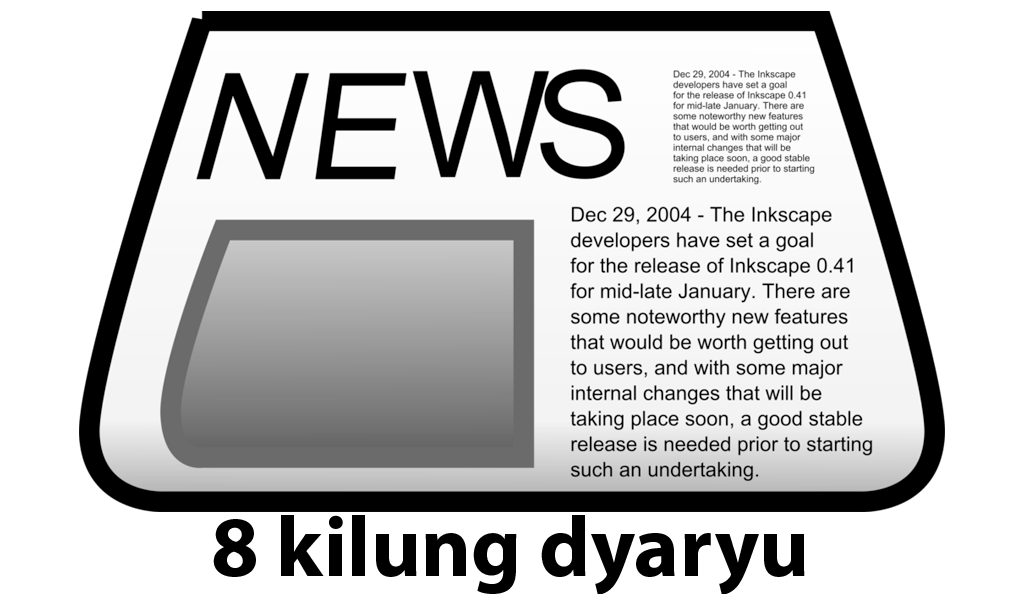 NEWS
Dec 29, 2004 - The Inkscape
developers have set a goal
for the release of Inkscape 0.41
for mid-late January. There are
some noteworthy new features
that would be worth getting out
to users, and with some major
internal changes that will be
taking place soon, a good stable
release is needed prior to starting
such an undertaking.
Dec 29, 2004 - The Inkscape
developers have set a goal
for the release of Inkscape 0.41
for mid-late January. There are
some noteworthy new features
that would be worth getting out
to users, and with some major
internal changes that will be
taking place soon, a good stable
release is needed prior to starting
such an undertaking.
8 kilung dyaryu